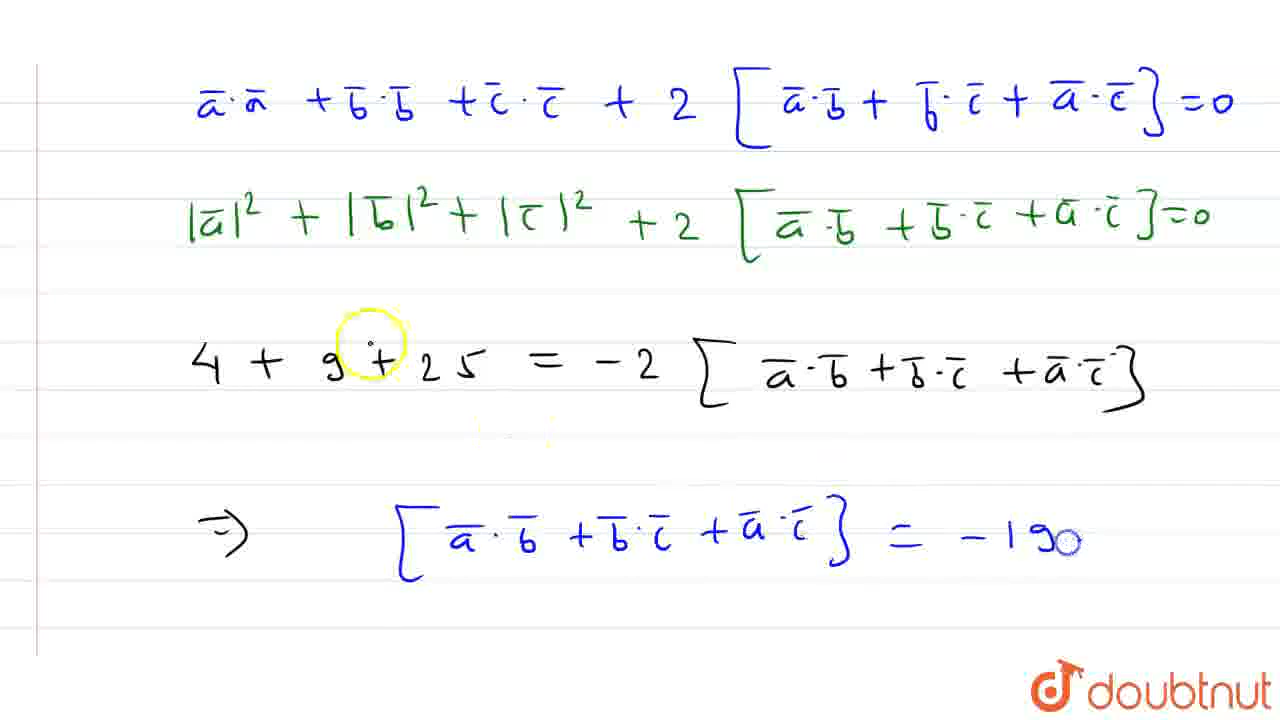 a̅·a̅ + b̅·b̅ + c̅·c̅ + 2 [a̅·b̅ + b̅·c̅ + a̅·c̅] = 0
|a̅|² + |b̅|² + |c̅|² + 2 [a̅·b̅ + b̅·c̅ + a̅·c̅] = 0
4 + 9 + 25 = -2 [a̅·b̅ + b̅·c̅ + a̅·c̅]
⇒ [a̅·b̅ + b̅·c̅ + a̅·c̅] = -19
doubtnut